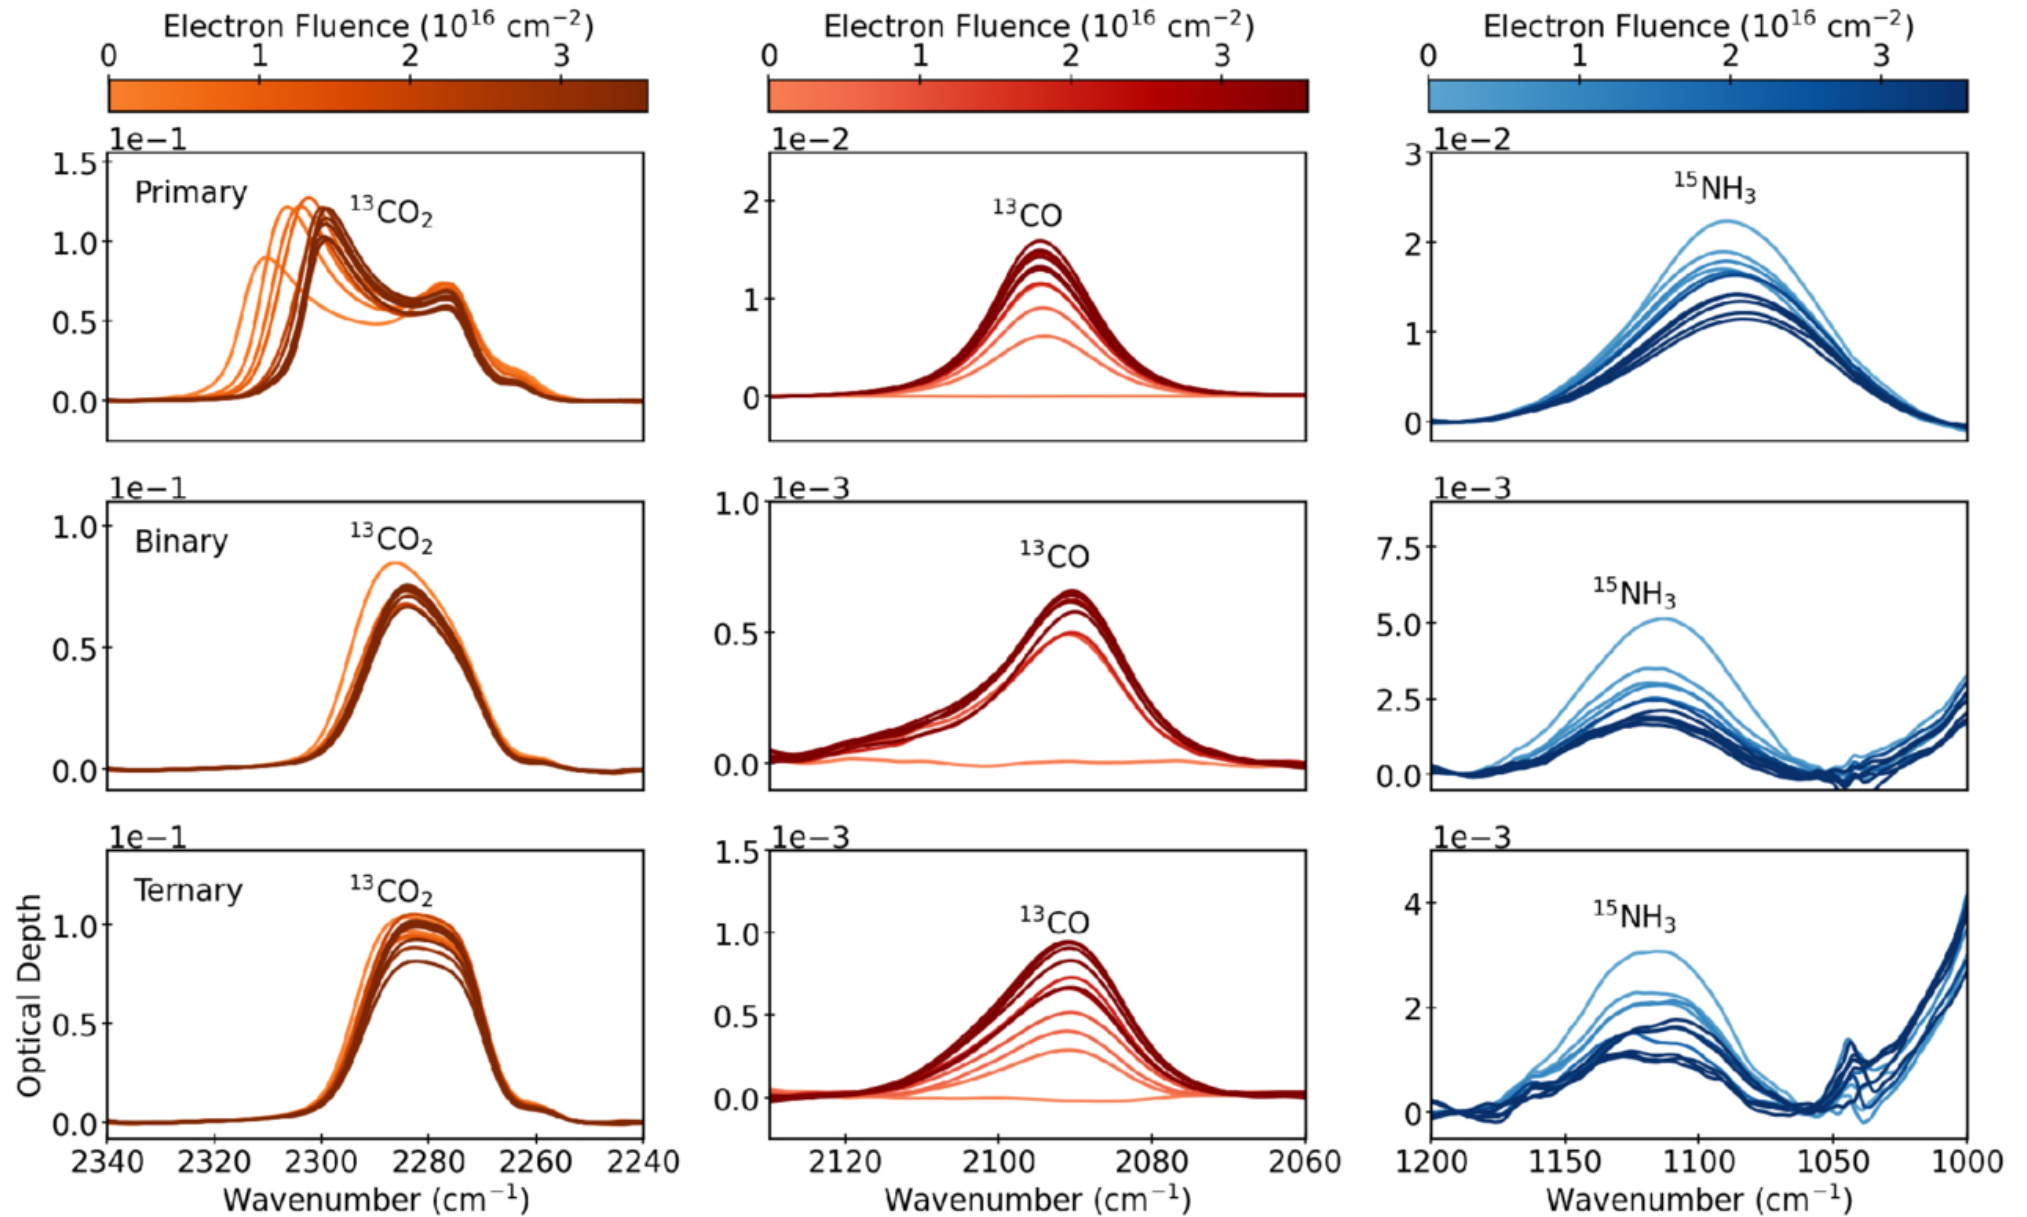 Electron Fluence (10¹⁶ cm⁻²) Electron Fluence (10¹⁶ cm⁻²) Electron Fluence (10¹⁶ cm⁻²)
0 1 2 3 0 1 2 3 0 1 2 3
1e−1 1e−2 1e−2
Primary ¹³CO₂
1.5
1.0
0.5
0.0
¹³CO
2
1
0
¹⁵NH₃
3
2
1
0
1e−1 1e−3 1e−3
Binary ¹³CO₂
1.0
0.5
0.0
¹³CO
1.0
0.5
0.0
¹⁵NH₃
7.5
5.0
2.5
0.0
1e−1 1e−3 1e−3
Ternary ¹³CO₂
1.0
0.5
0.0
¹³CO
1.5
1.0
0.5
0.0
¹⁵NH₃
4
2
0
Optical Depth
2340 2320 2300 2280 2260 2240 2120 2100 2080 2060 1200 1150 1100 1050 1000
Wavenumber (cm⁻¹) Wavenumber (cm⁻¹) Wavenumber (cm⁻¹)